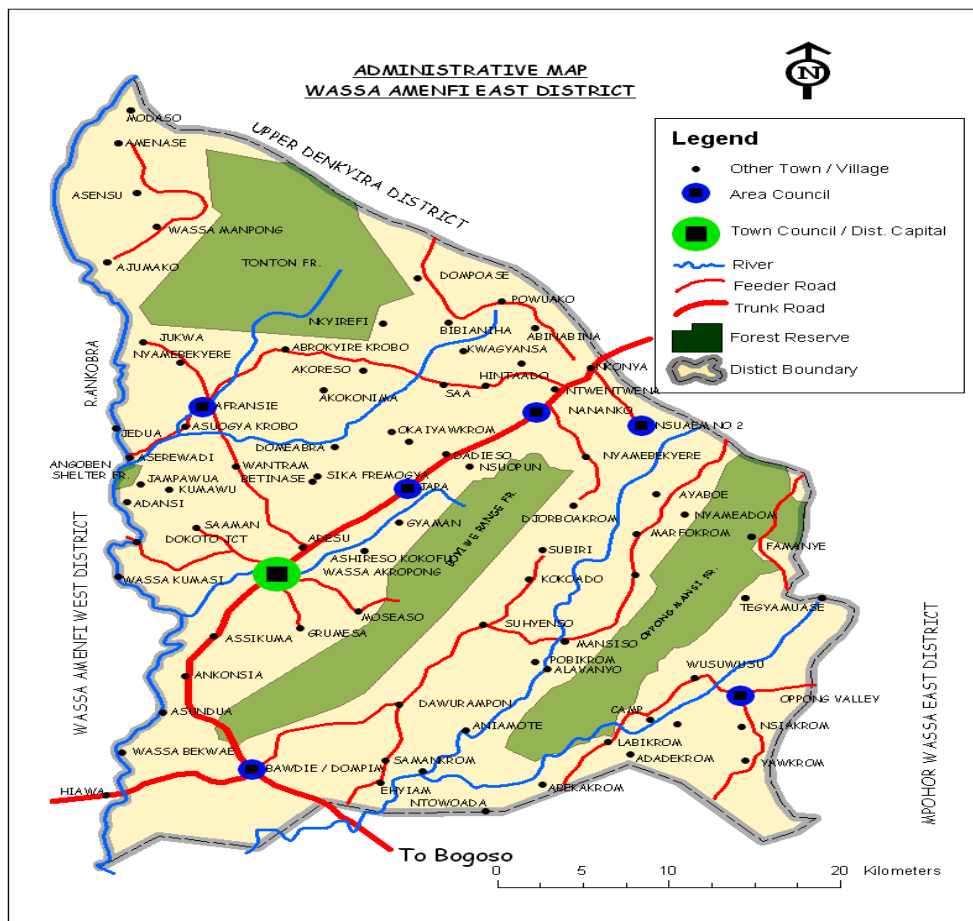 ADMINISTRATIVE MAP
WASSA AMENFI EAST DISTRICT
N
UPPER DENKYIRA DISTRICT
Legend
Other Town / Village
Area Council
Town Council / Dist. Capital
River
Feeder Road
Trunk Road
Forest Reserve
Distict Boundary
MODASO
AMENASE
ASENSU
WASSA MANPONG
AJUMAKO
TONTON FR.
DOMPOASE
POWUAKO
NKYIREFI
BIBIANIHA
ABINABINA
JUKWA
NYAMEBEKYERE
ABROKYIRE KROBO
KWAGYANSA
AKORESO
HINTAADO
NKONYA
R.ANKOBRA
AKOKONIMA
SAA
NTWENTWENA
AFRANSIE
NANANKO
JEDUA
ASUOGYA KROBO
OKAIYAWKROM
NSUAEM NO 2
DOMEABRA
ASEREWADI
DADIESO
NYAMEBEKYERE
ANGOBEN
SHELTER FR.
WANTRAM
NSUOPUN
BETINASE
SIKA FREMOGYA
JAMPAWUA
KUMAWU
TAPA
ADANSI
AYABOE
DJORBOAKROM
NYAMEADOM
SAAMAN
GYAMAN
DOKOTO JCT
ADESU
MARFOKROM
FAMANYE
ASHIRESO KOKOFU
SUBIRI
BOYI WG RANGE FR.
WASSA AKROPONG
WASSA KUMASI
KOKOADO
OPPONG MANGI FR.
TEGYAMUASE
MOSEASO
GRUMESA
SUHYENSO
ASSIKUMA
MANSISO
WASSA AMENFI WEST DISTRICT
POBIKROM
ALAVANYO
WUSUWUSU
ANKONSIA
OPPONG VALLEY
DAWURAMPON
ASUNDUA
CAMP
ANIAMOTE
NSIAKROM
MPOHOR WASSA EAST DISTRICT
LABIKROM
WASSA BEKWAE
ADADEKROM
SAMANKROM
YAWKROM
BAWDIE / DOMPIM
EHYIAM
ABEKAKROM
HIAWA
NTOWOADA
To Bogoso
0 5 10 20 Kilometers